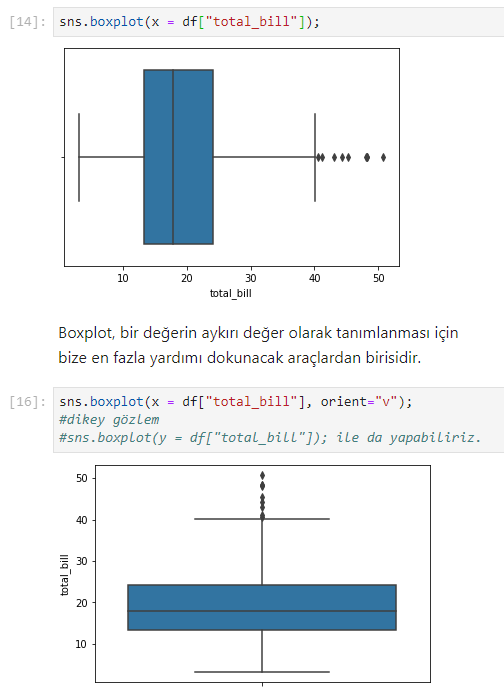 [14]: sns.boxplot(x = df["total_bill"]);
10 20 30 40 50
total_bill
Boxplot, bir değerin aykırı değer olarak tanımlanması için
bize en fazla yardımı dokunacak araçlardan birisidir.
[16]: sns.boxplot(x = df["total_bill"], orient="v");
#dikey gözlem
#sns.boxplot(y = df["total_bill"]); ile da yapabiliriz.
50
40
30
total_bill
20
10